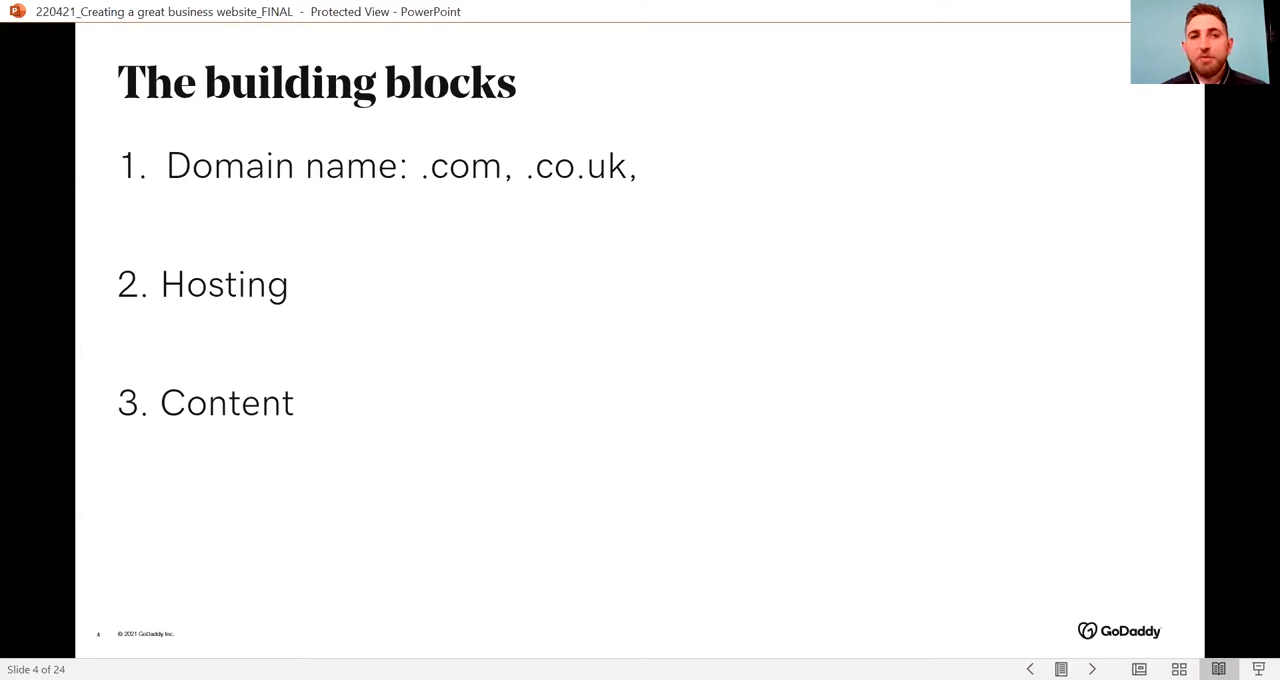 220421_Creating a great business website_FINAL - Protected View - PowerPoint
The building blocks
1. Domain name: .com, .co.uk,
2. Hosting
3. Content
4 © 2021 GoDaddy Inc.
GoDaddy
Slide 4 of 24